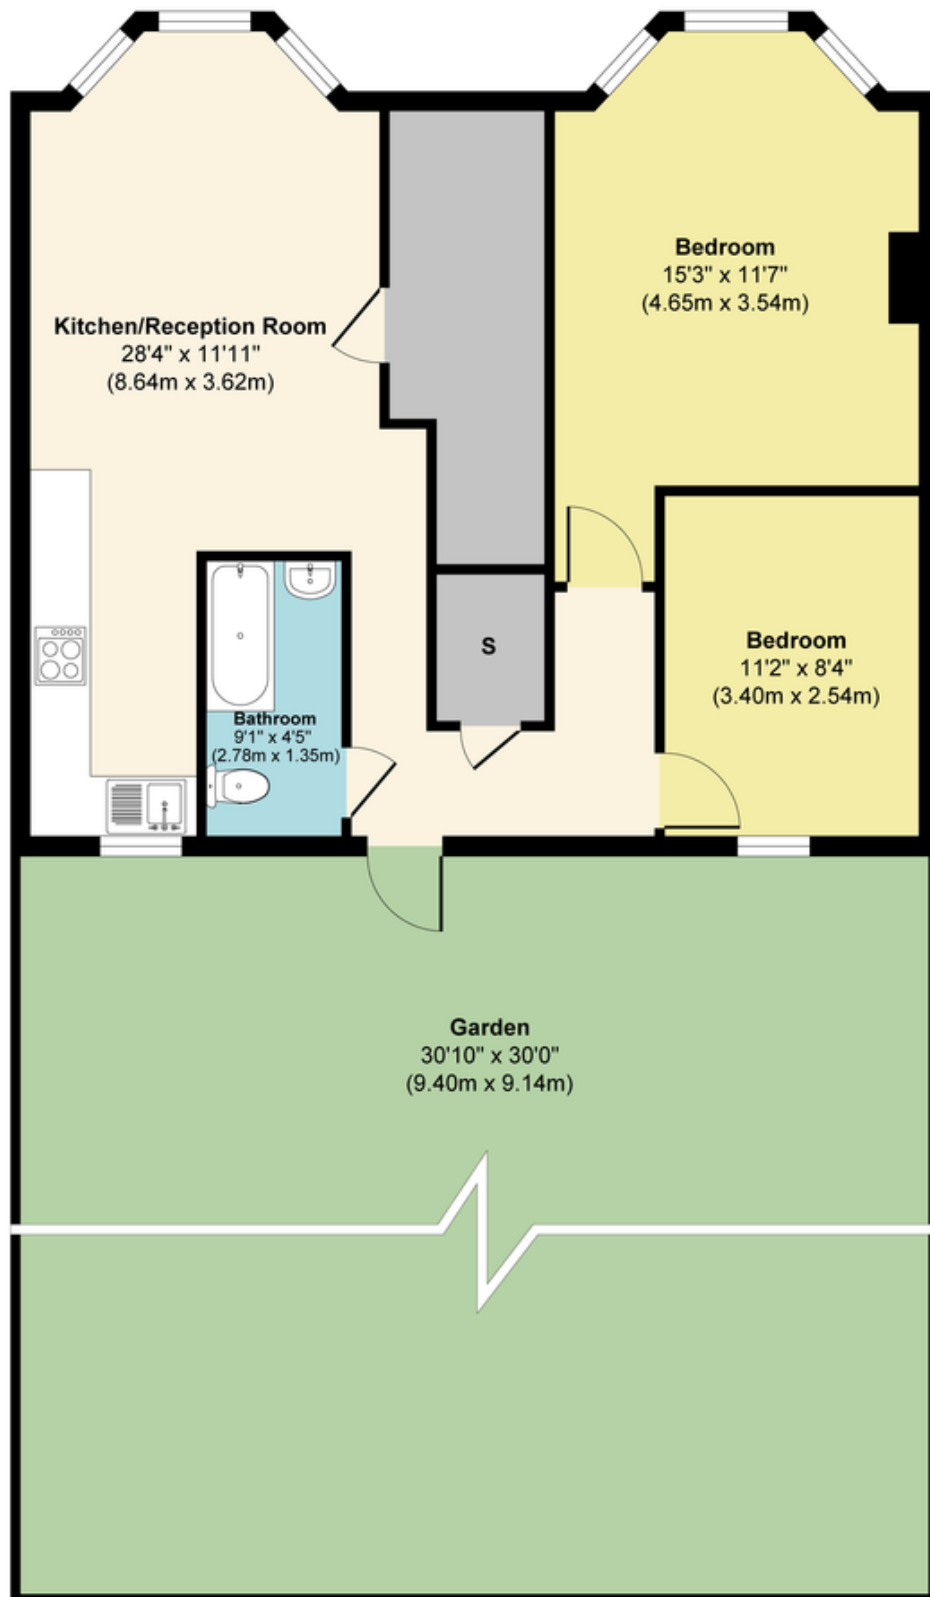 Bedroom
15'3" x 11'7"
(4.65m x 3.54m)
Kitchen/Reception Room
28'4" x 11'11"
(8.64m x 3.62m)
S
Bedroom
11'2" x 8'4"
(3.40m x 2.54m)
Bathroom
9'1" x 4'5"
(2.78m x 1.35m)
Garden
30'10" x 30'0"
(9.40m x 9.14m)